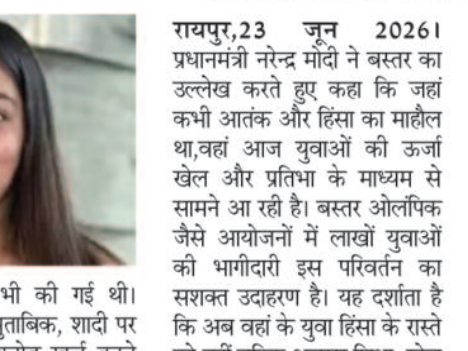 रायपुर,23 जून 2026।
प्रधानमंत्री नरेन्द्र मोदी ने बस्तर का
उल्लेख करते हुए कहा कि जहां
कभी आतंक और हिंसा का माहौल
था,वहां आज युवाओं की ऊर्जा
खेल और प्रतिभा के माध्यम से
सामने आ रही है। बस्तर ओलंपिक
जैसे आयोजनों में लाखों युवाओं
की भागीदारी इस परिवर्तन का
सशक्त उदाहरण है। यह दर्शाता है
कि अब वहां के युवा हिंसा के रास्ते
भी की गई थी।
शादी पर